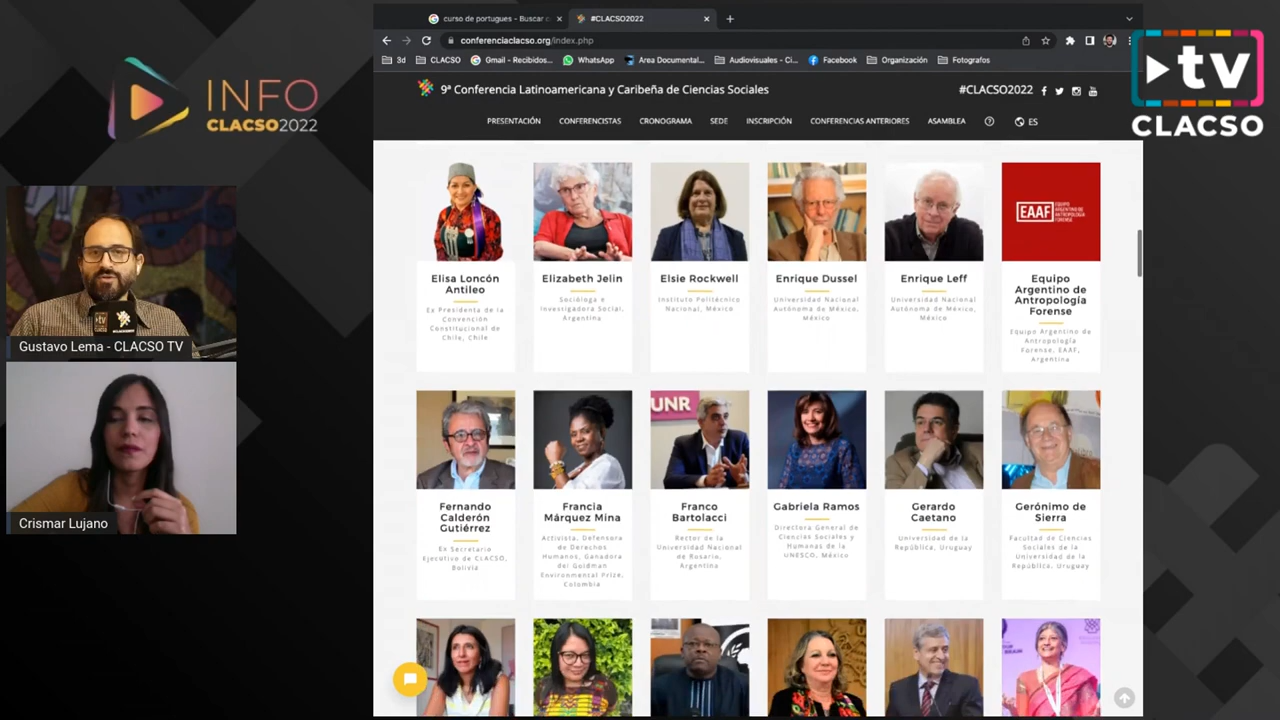 curso de portugues - Buscar c
#CLACSO2022
conferenciaclacso.org/index.php
3d
CLACSO
Gmail - Recibidos...
WhatsApp
Area Documental...
Audiovisuales - Ci...
Facebook
Organización
Fotografos
INFO
CLACSO2022
tv
CLACSO
9ª Conferencia Latinoamericana y Caribeña de Ciencias Sociales
#CLACSO2022
PRESENTACIÓN
CONFERENCISTAS
CRONOGRAMA
SEDE
INSCRIPCIÓN
CONFERENCIAS ANTERIORES
ASAMBLEA
ES
Elisa Loncón
Antileo
Ex Presidenta de la
Convención
Constitucional de
Chile, Chile
Elizabeth Jelin
Socióloga e
Investigadora Social,
Argentina
Elsie Rockwell
Instituto Politécnico
Nacional, México
Enrique Dussel
Universidad Nacional
Autónoma de México,
México
Enrique Leff
Universidad Nacional
Autónoma de México,
México
EAAF
EQUIPO
ARGENTINO DE
ANTROPOLOGÍA
FORENSE
Equipo
Argentino de
Antropología
Forense
Equipo Argentino de
Antropología
Forense, EAAF,
Argentina
Gustavo Lema - CLACSO TV
Crismar Lujano
Fernando
Calderón
Gutiérrez
Ex Secretario
Ejecutivo de CLACSO,
Bolivia
Francia
Márquez Mina
Activista, Defensora
de Derechos
Humanos, Ganadora
del Goldman
Environmental Prize,
Colombia
UNR
Franco
Bartolacci
Rector de la
Universidad Nacional
de Rosario,
Argentina
Gabriela Ramos
Directora General de
Ciencias Sociales y
Humanas de la
UNESCO, México
Gerardo
Caetano
Universidad de la
República, Uruguay
Gerónimo de
Sierra
Facultad de Ciencias
Sociales de la
Universidad de la
República, Uruguay